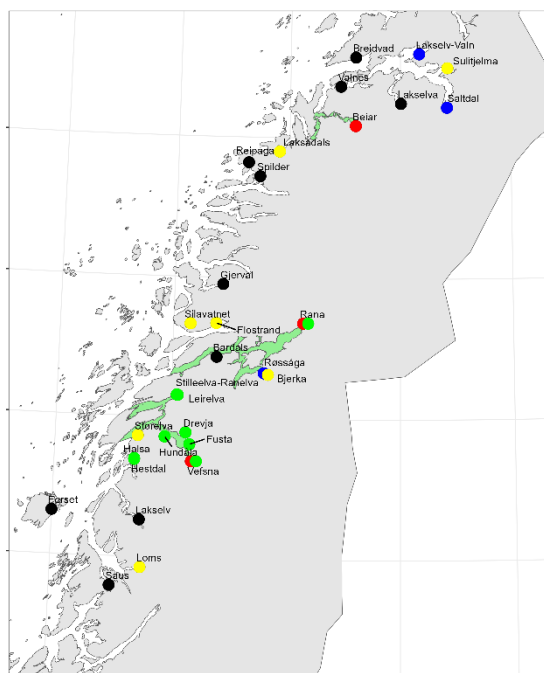 Breidvad
Lakselv-Valn
Sulitjelma
Valnes
Lakselva
Saltdal
Beiar
Laksådals
Reipaga
Spilder
Gjerval
Silavatnet
Flostrand
Rana
Bardals
Røssåga
Bjerka
Stilleelva-Ranelva
Leirelva
Storelva
Drevja
Fusta
Hundåla
Halsa
Hestdal
Vefsna
Forset
Lakselv
Loms
Saus